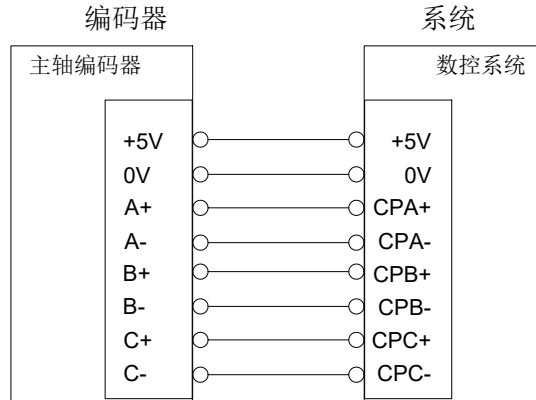 编码器 系统
主轴编码器 数控系统
+5V +5V
0V 0V
A+ CPA+
A- CPA-
B+ CPB+
B- CPB-
C+ CPC+
C- CPC-